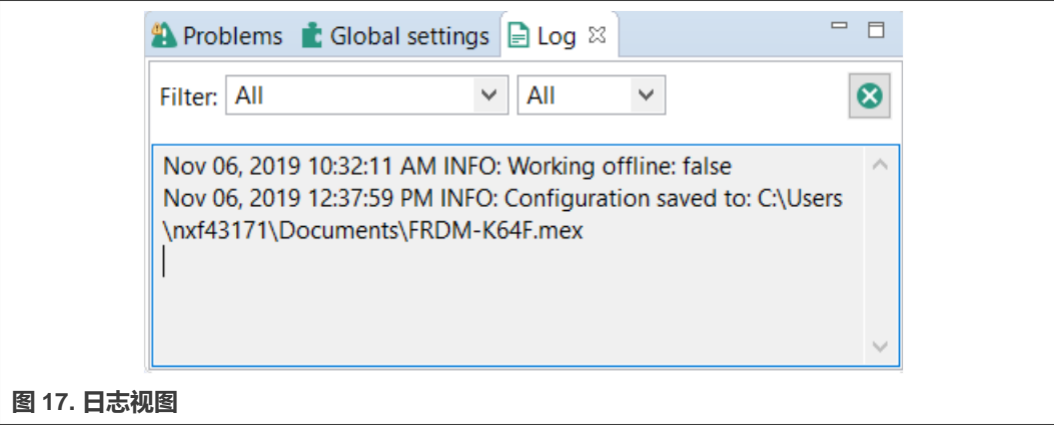 Problems Global settings Log
Filter: All All
Nov 06, 2019 10:32:11 AM INFO: Working offline: false
Nov 06, 2019 12:37:59 PM INFO: Configuration saved to: C:\Users
\nxf43171\Documents\FRDM-K64F.mex
图 17. 日志视图